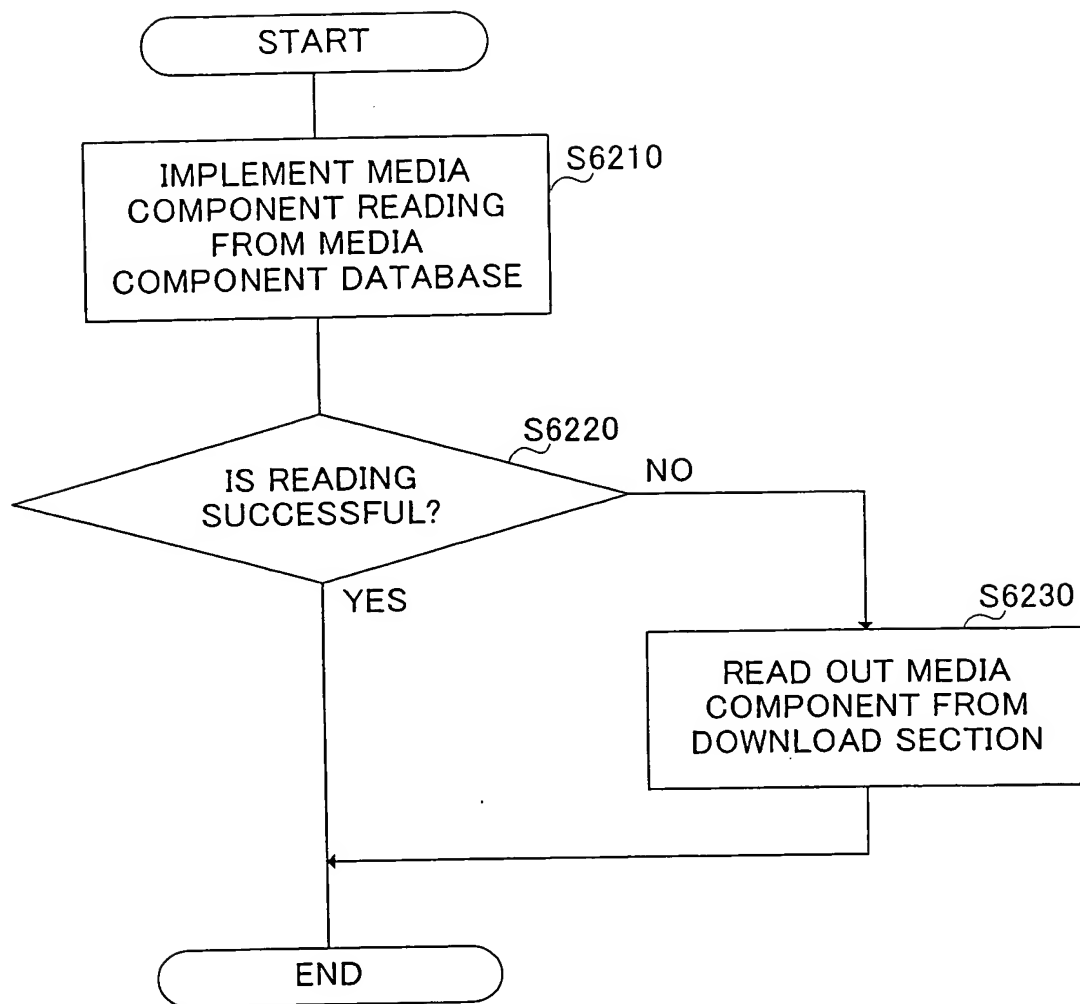 START
IMPLEMENT MEDIA
COMPONENT READING
FROM MEDIA
COMPONENT DATABASE
S6210
IS READING
SUCCESSFUL?
S6220
NO
YES
S6230
READ OUT MEDIA
COMPONENT FROM
DOWNLOAD SECTION
END